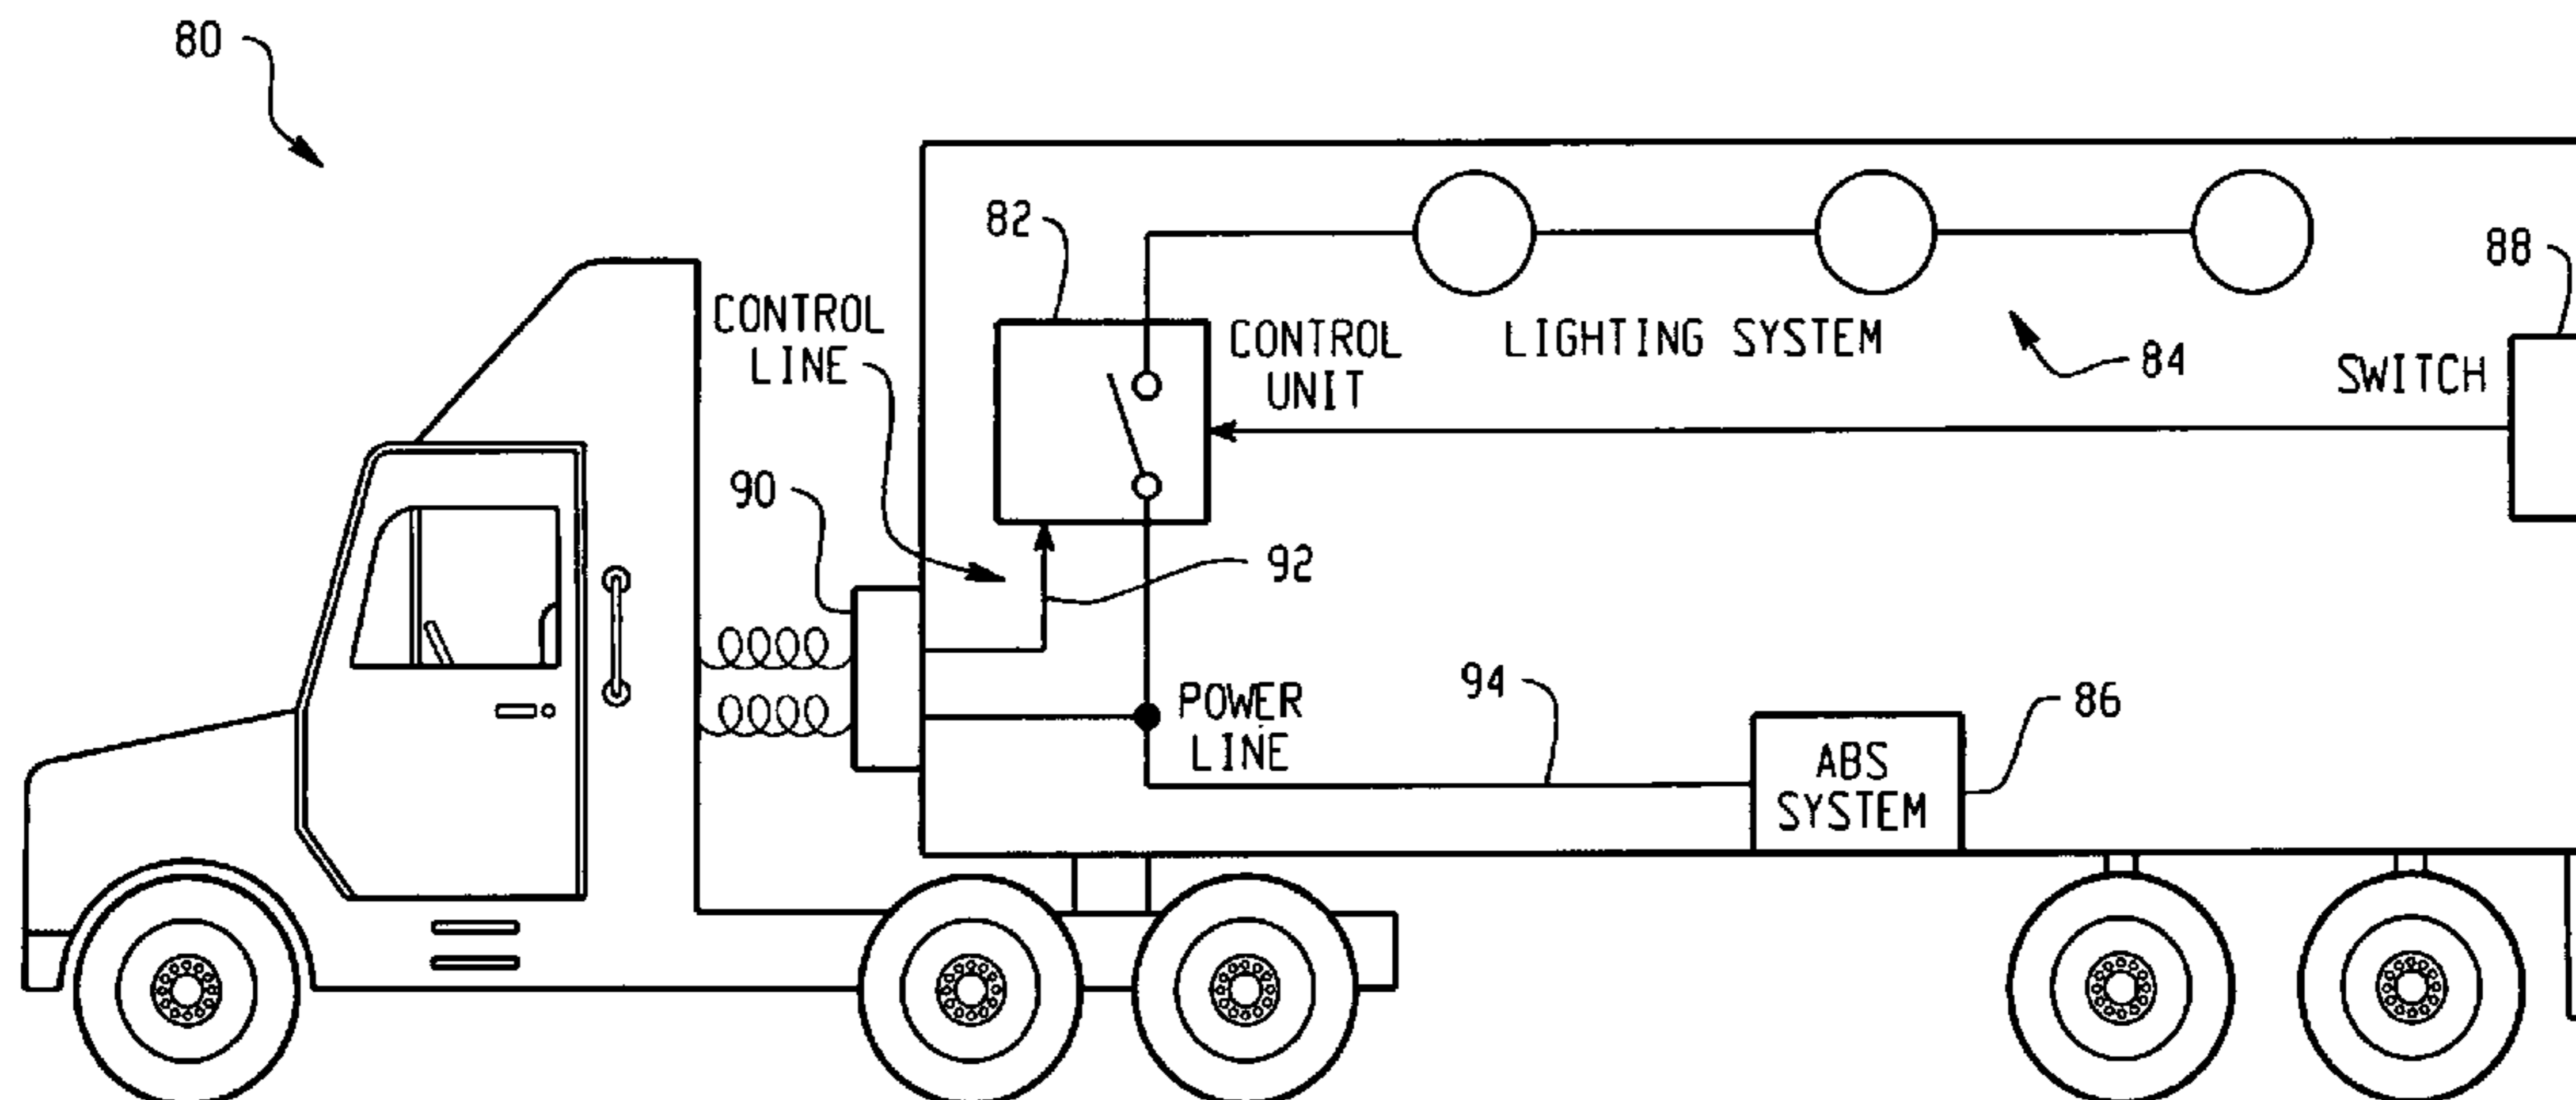 80
82
88
CONTROL
LINE
CONTROL
UNIT
LIGHTING SYSTEM
84
SWITCH
90
92
POWER
LINE
94
86
ABS
SYSTEM